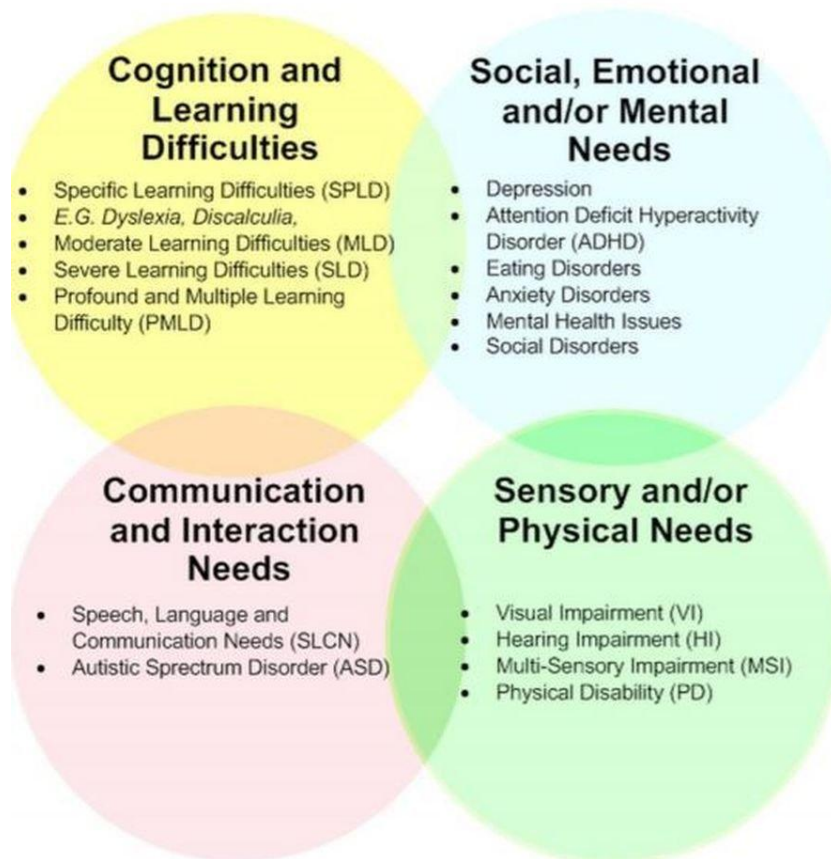 Cognition and
Learning
Difficulties
• Specific Learning Difficulties (SPLD)
• E.G. Dyslexia, Discalculia,
• Moderate Learning Difficulties (MLD)
• Severe Learning Difficulties (SLD)
• Profound and Multiple Learning
Difficulty (PMLD)
Social, Emotional
and/or Mental
Needs
• Depression
• Attention Deficit Hyperactivity
Disorder (ADHD)
• Eating Disorders
• Anxiety Disorders
• Mental Health Issues
• Social Disorders
Communication
and Interaction
Needs
• Speech, Language and
Communication Needs (SLCN)
• Autistic Sprectrum Disorder (ASD)
Sensory and/or
Physical Needs
• Visual Impairment (VI)
• Hearing Impairment (HI)
• Multi-Sensory Impairment (MSI)
• Physical Disability (PD)